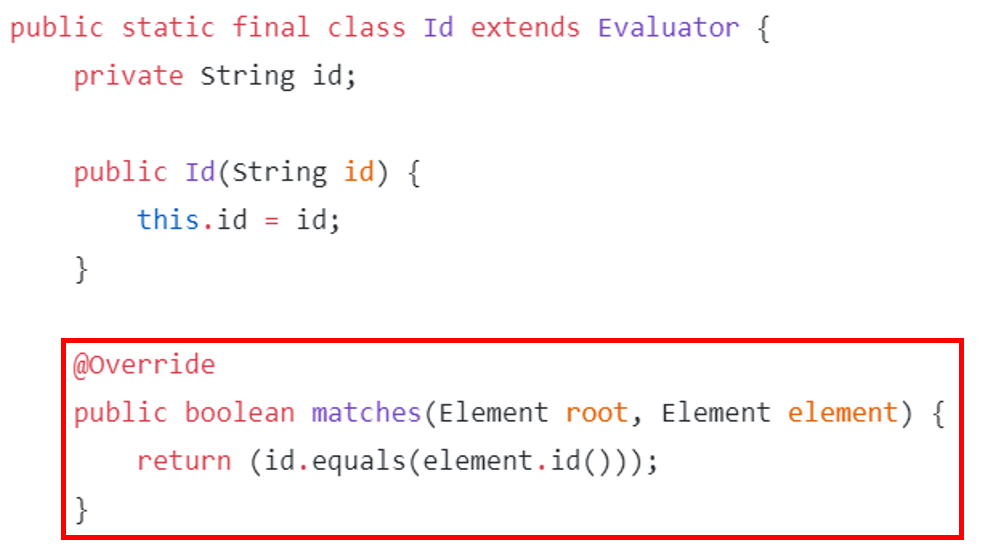 public static final class Id extends Evaluator {
    private String id;

    public Id(String id) {
        this.id = id;
    }

    @Override
    public boolean matches(Element root, Element element) {
        return (id.equals(element.id()));
    }